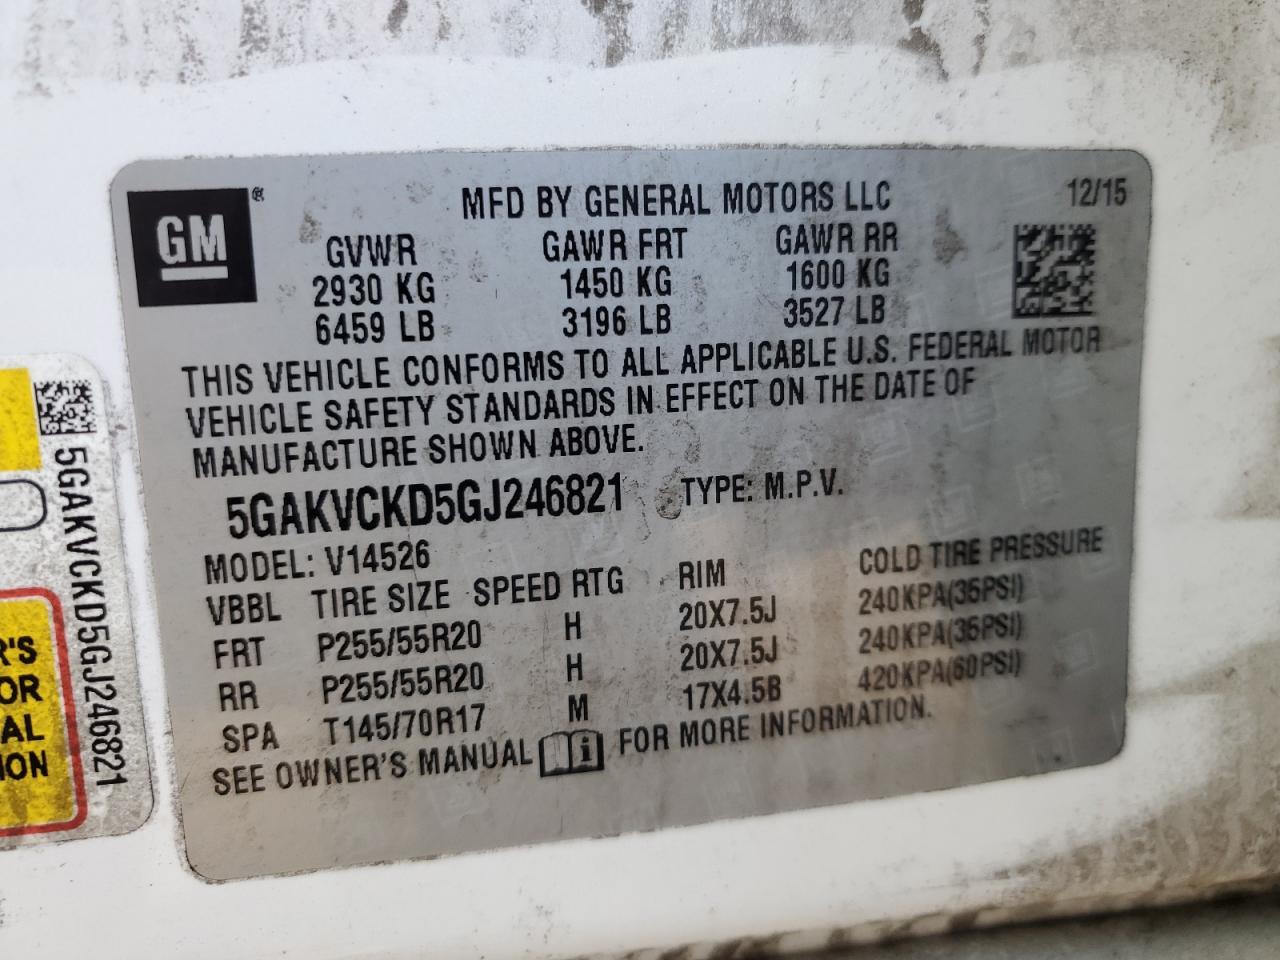 GM ®
MFD BY GENERAL MOTORS LLC 12/15
GVWR GAWR FRT GAWR RR
2930 KG 1450 KG 1600 KG
6459 LB 3196 LB 3527 LB
THIS VEHICLE CONFORMS TO ALL APPLICABLE U.S. FEDERAL MOTOR
VEHICLE SAFETY STANDARDS IN EFFECT ON THE DATE OF
MANUFACTURE SHOWN ABOVE.
5GAKVCKD5GJ246821 TYPE: M.P.V.
MODEL: V14526
VBBL TIRE SIZE SPEED RTG RIM COLD TIRE PRESSURE
FRT P255/55R20 H 20X7.5J 240KPA(35PSI)
RR P255/55R20 H 20X7.5J 240KPA(35PSI)
SPA T145/70R17 M 17X4.5B 420KPA(60PSI)
SEE OWNER'S MANUAL i FOR MORE INFORMATION.
5GAKVCKD5GJ246821
R'S
OR
AL
ION